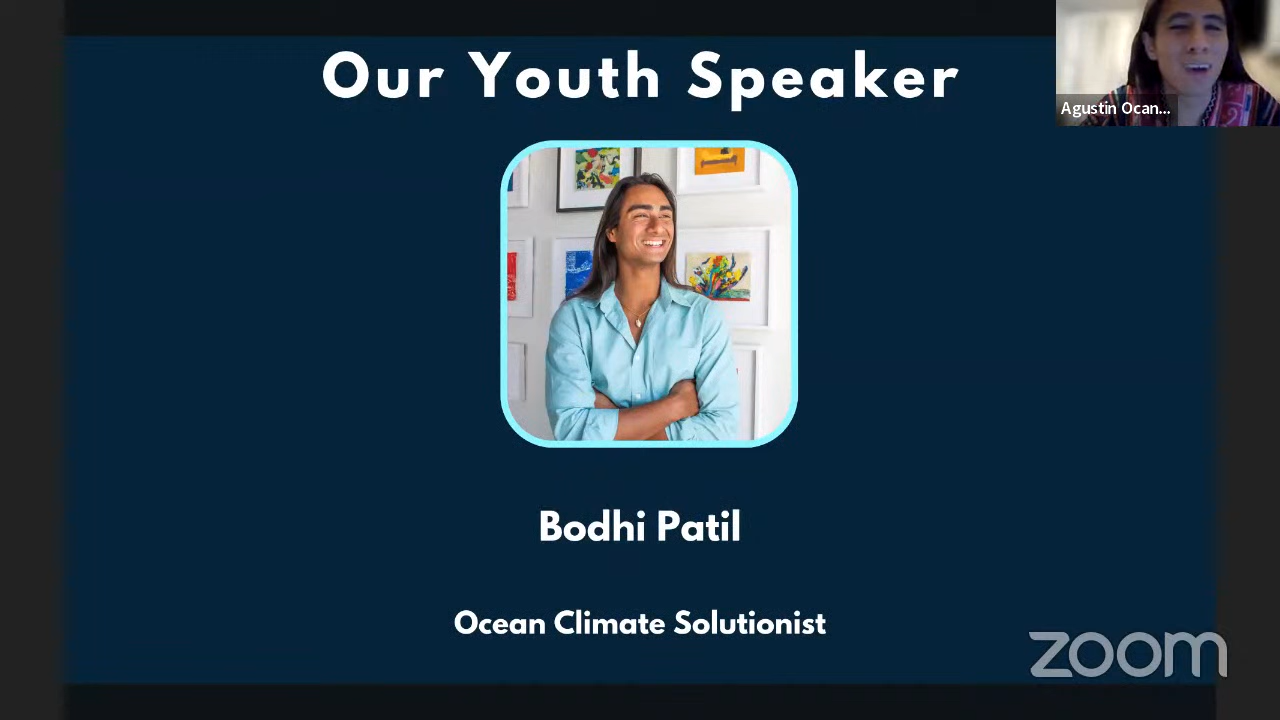 Our Youth Speaker
Agustin Ocan...
Bodhi Patil
Ocean Climate Solutionist
zoom